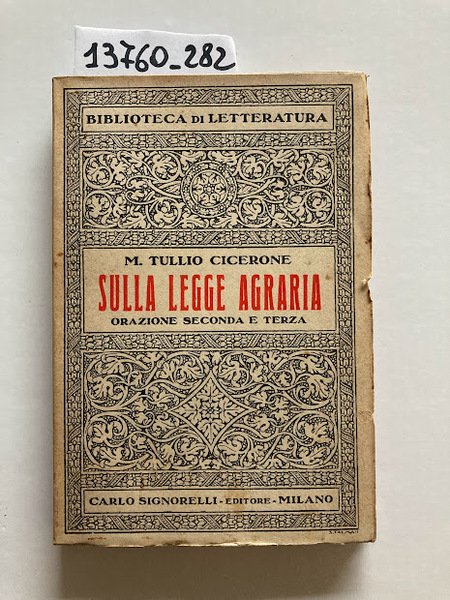 13760_282
BIBLIOTECA DI LETTERATURA
M. TULLIO CICERONE
SULLA LEGGE AGRARIA
ORAZIONE SECONDA E TERZA
CARLO SIGNORELLI - EDITORE - MILANO